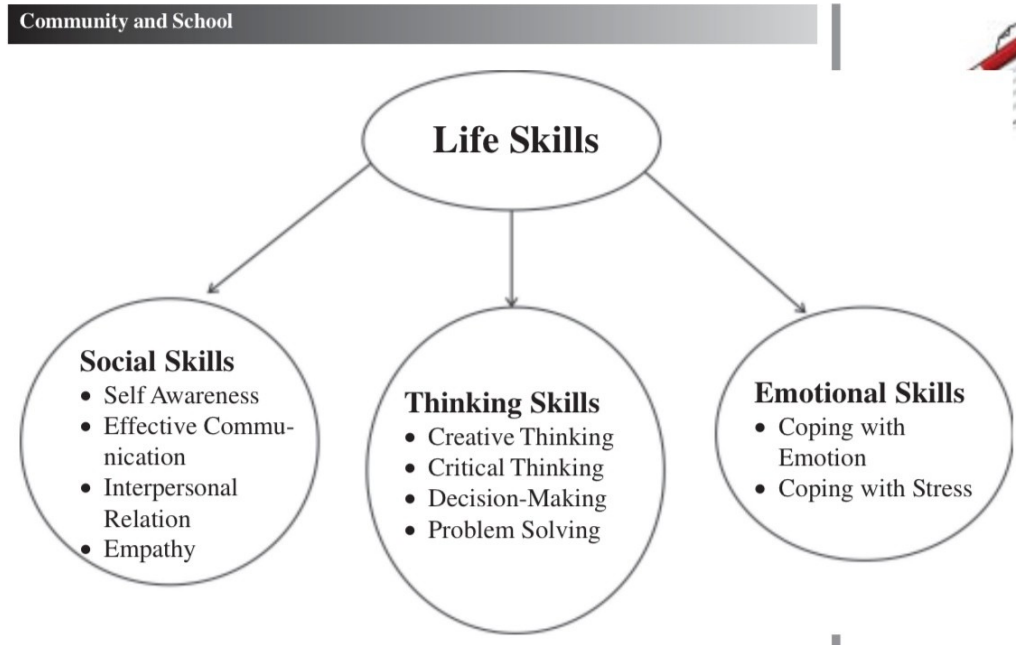 Community and School
Life Skills
Social Skills
• Self Awareness
• Effective Commu-
nication
• Interpersonal
Relation
• Empathy
Thinking Skills
• Creative Thinking
• Critical Thinking
• Decision-Making
• Problem Solving
Emotional Skills
• Coping with
Emotion
• Coping with Stress